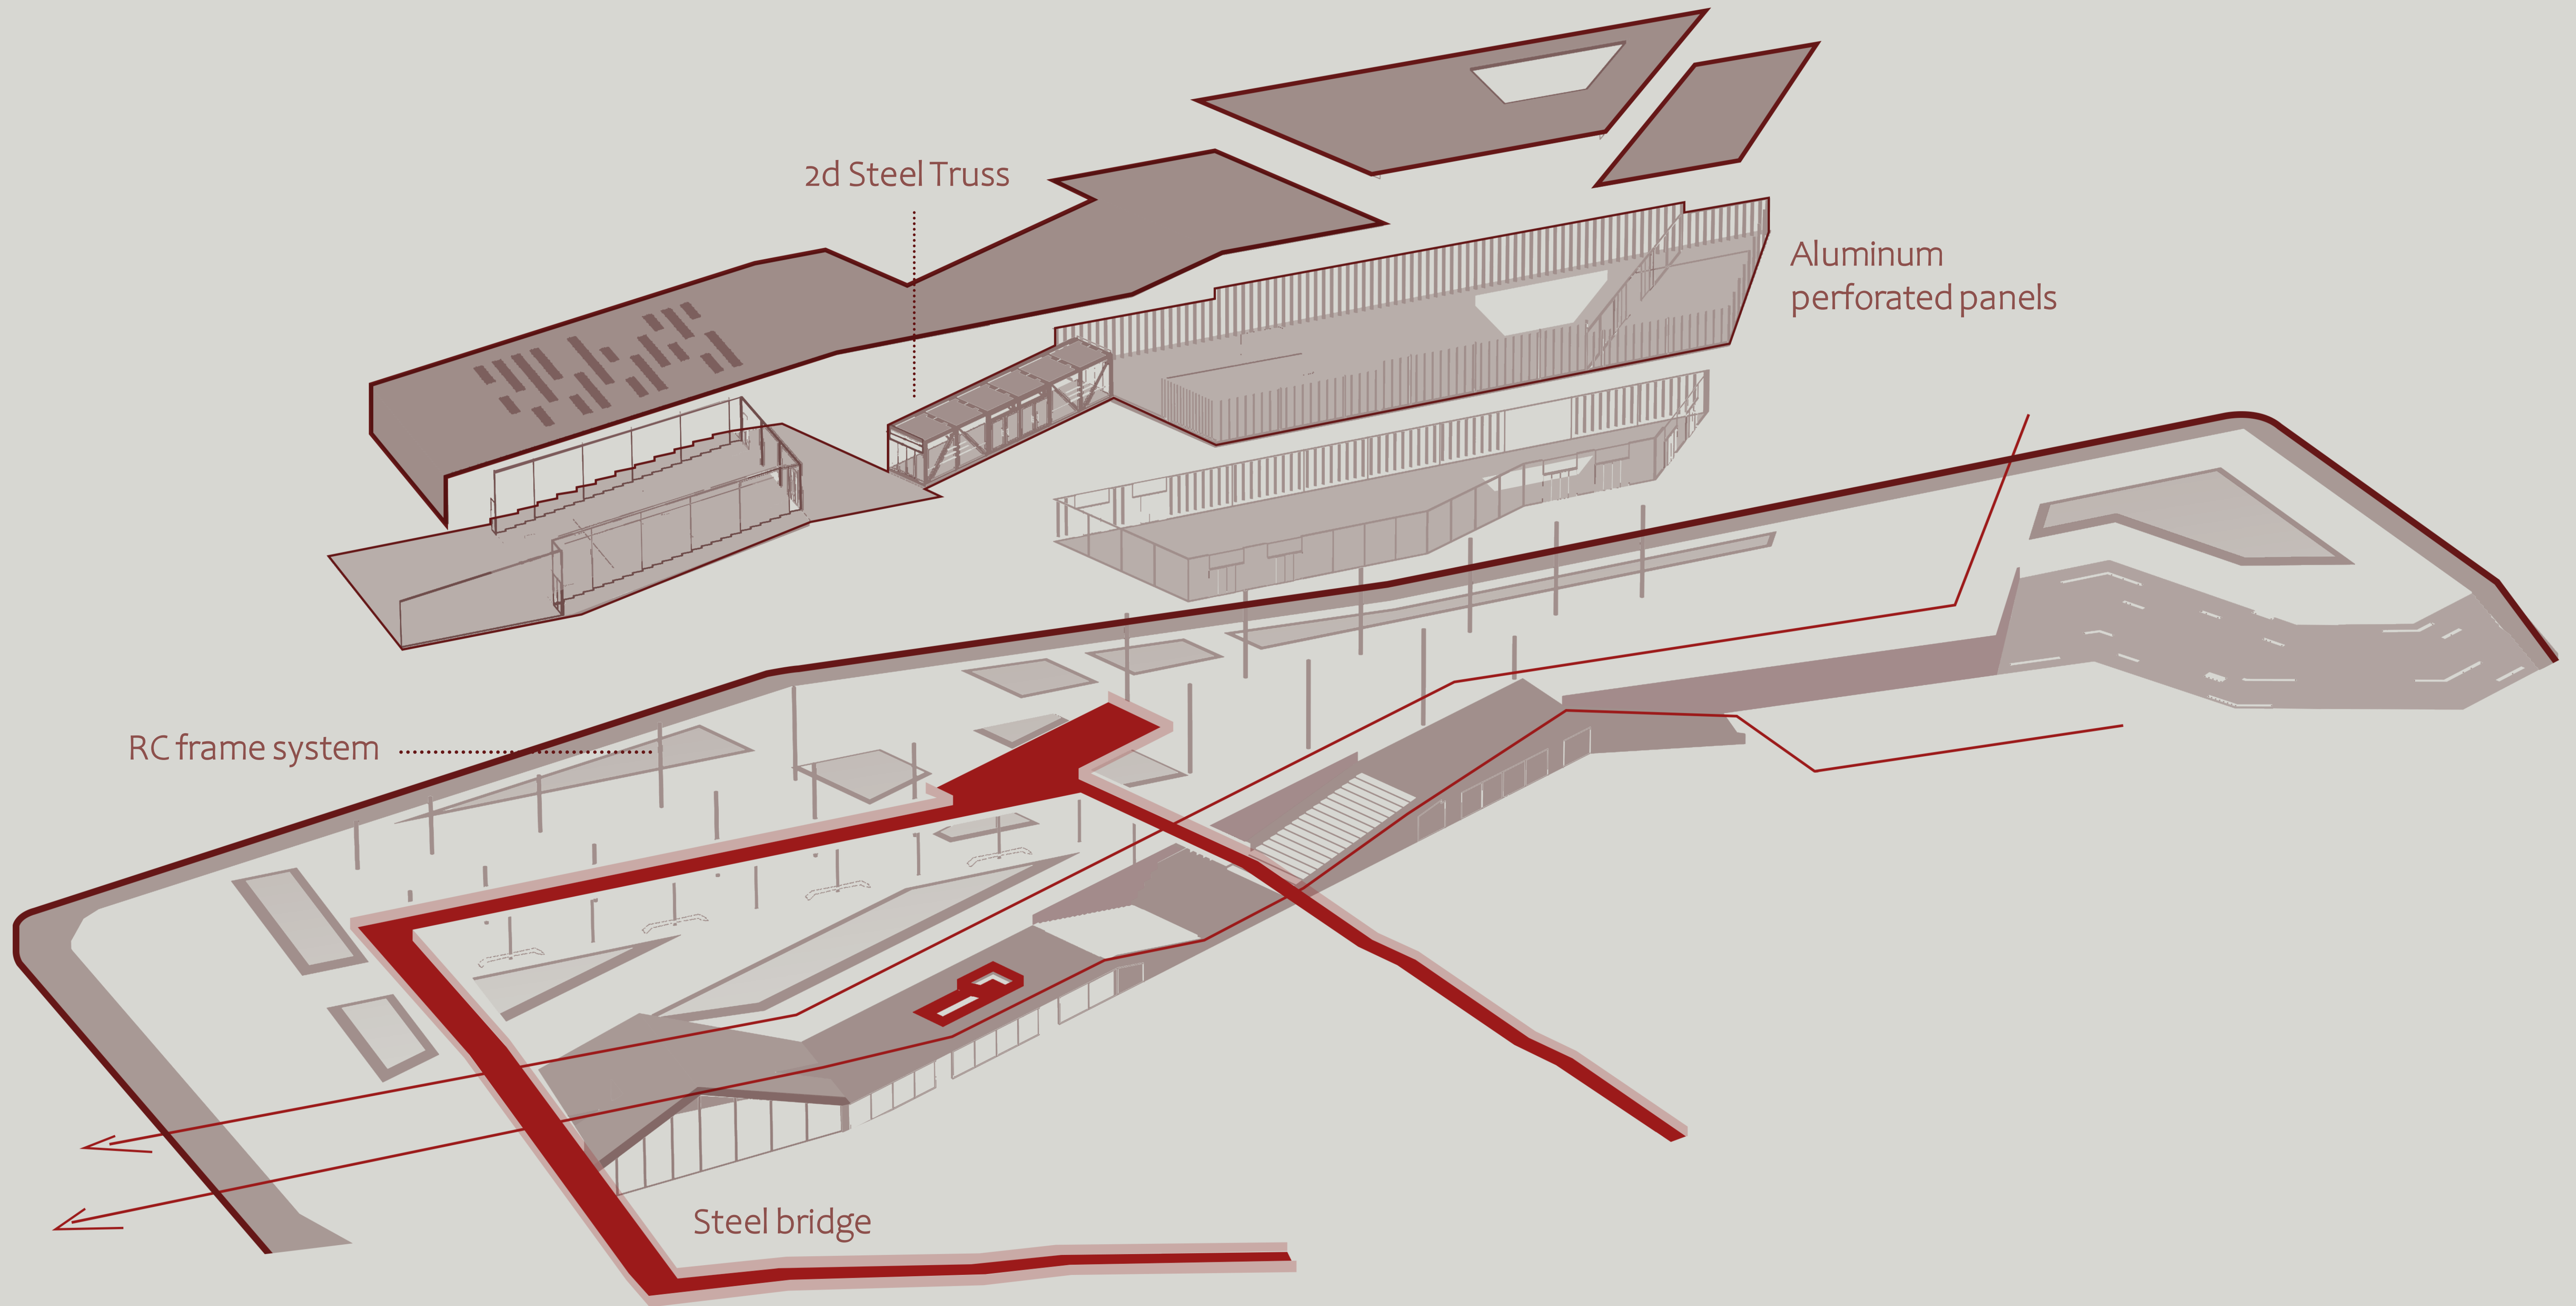 2d Steel Truss
Aluminum
perforated panels
RC frame system
Steel bridge